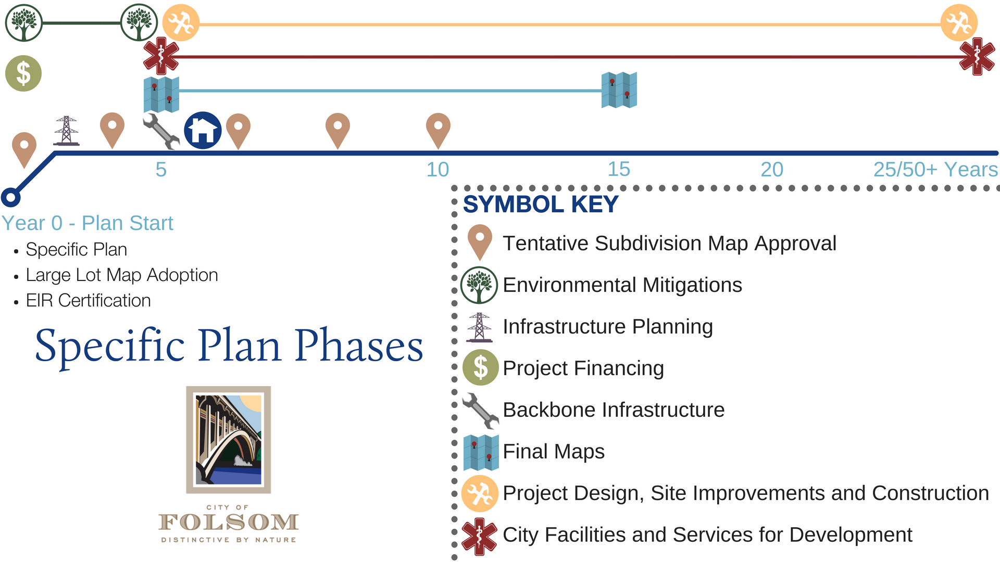 $
5
10
15
20
25/50+ Years
Year 0 - Plan Start
• Specific Plan
• Large Lot Map Adoption
• EIR Certification
Specific Plan Phases
CITY OF
FOLSOM
DISTINCTIVE BY NATURE
SYMBOL KEY
Tentative Subdivision Map Approval
Environmental Mitigations
Infrastructure Planning
$ Project Financing
Backbone Infrastructure
Final Maps
Project Design, Site Improvements and Construction
City Facilities and Services for Development